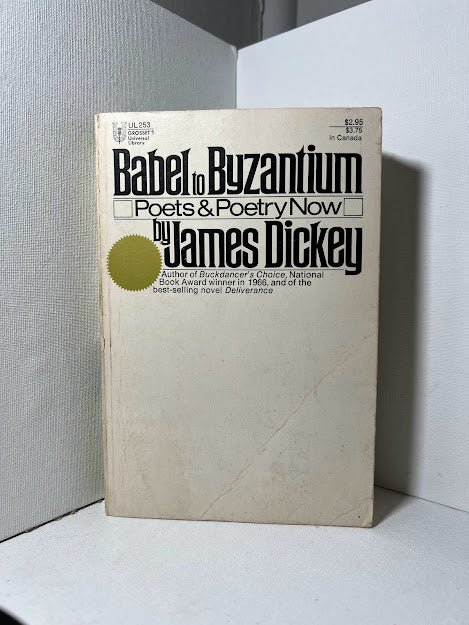 UL 253
GROSSET'S
Universal
Library
$2.95
$3.75
In Canada
Babel to Byzantium
Poets & Poetry Now
by James Dickey
Author of Buckdancer's Choice, National
Book Award winner in 1966, and of the
best-selling novel Deliverance